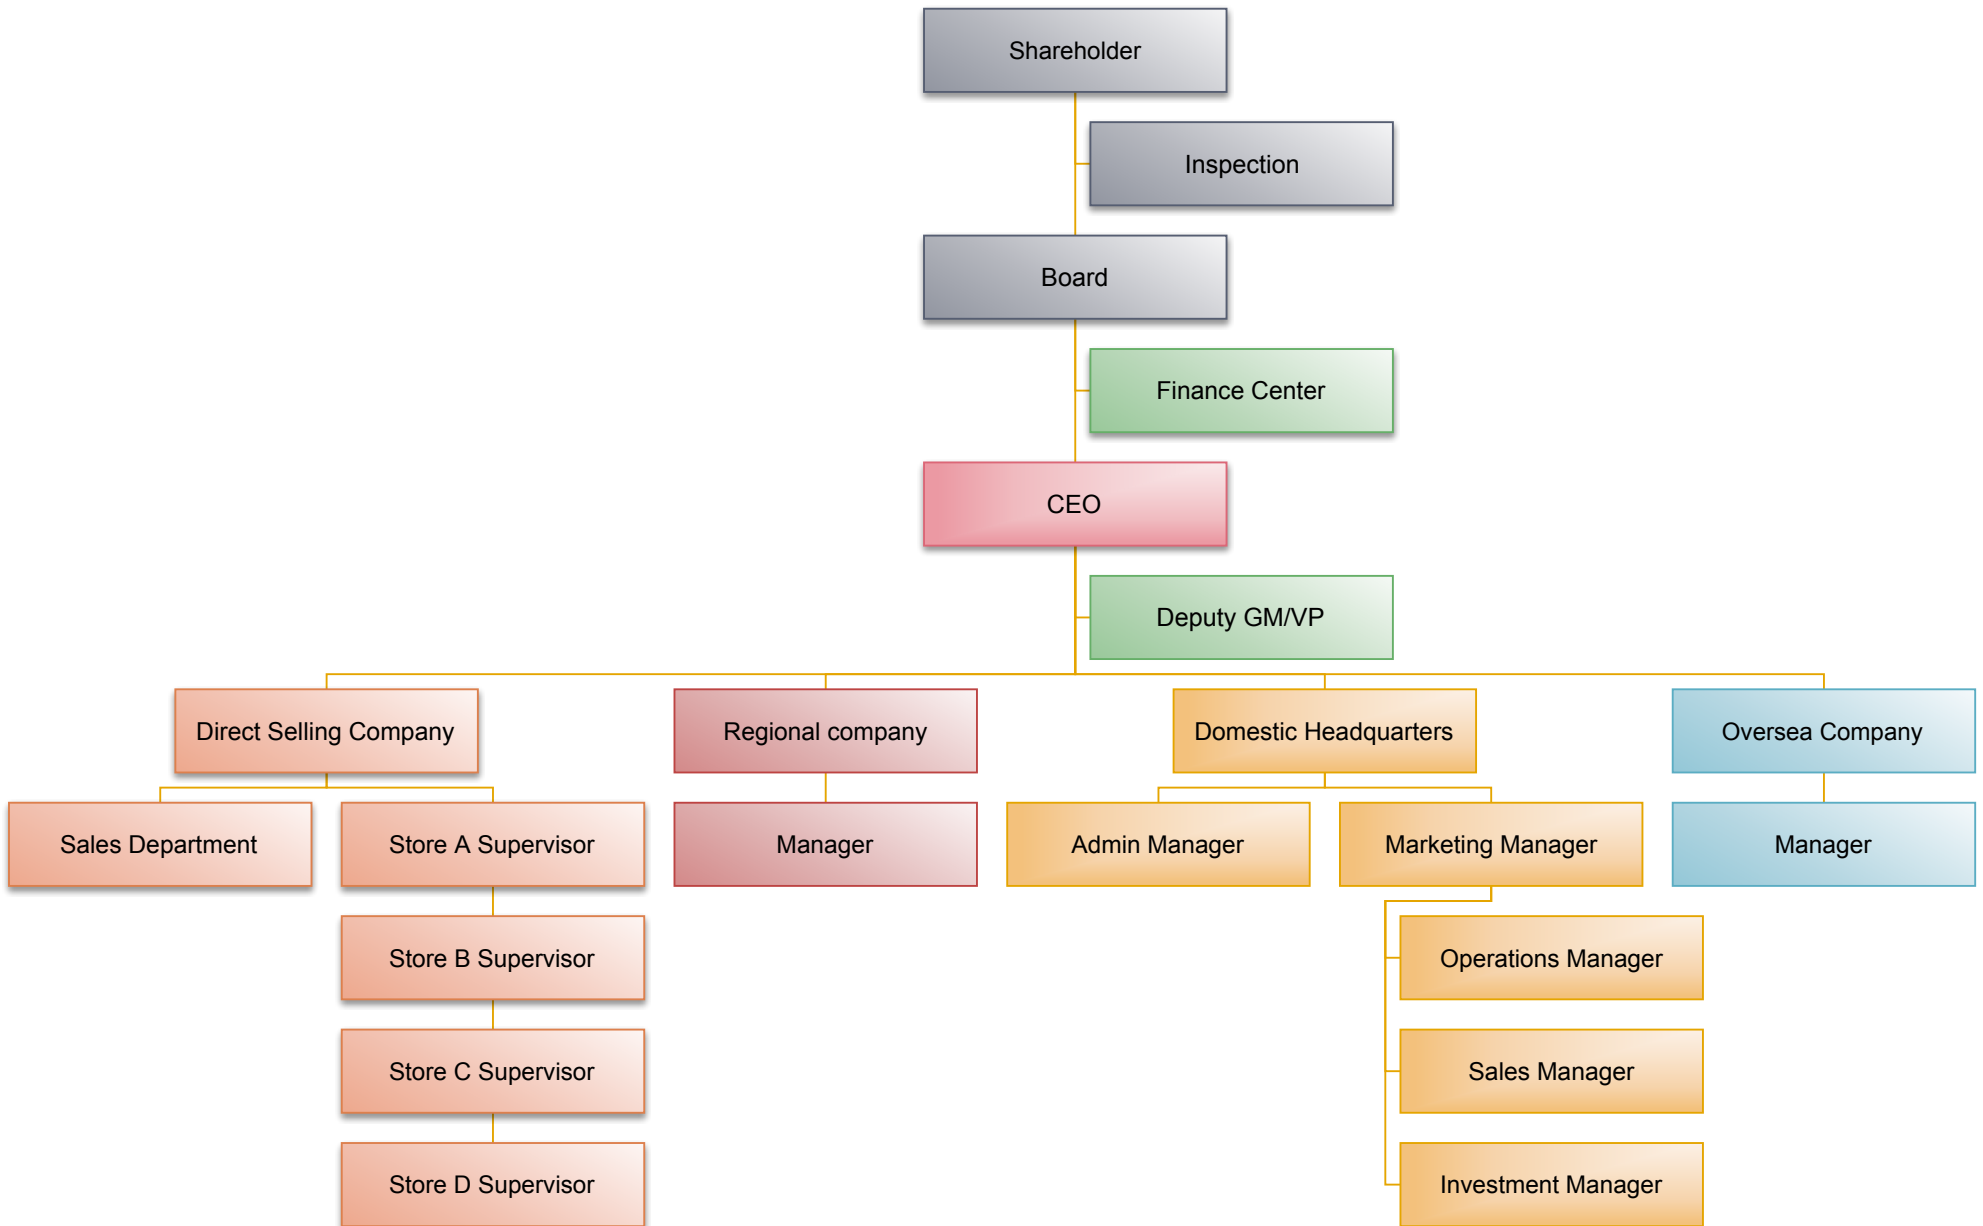 Shareholder
Inspection
Board
Finance Center
CEO
Deputy GM/VP
Direct Selling Company
Regional company
Domestic Headquarters
Oversea Company
Sales Department
Store A Supervisor
Manager
Admin Manager
Marketing Manager
Manager
Store B Supervisor
Operations Manager
Store C Supervisor
Sales Manager
Store D Supervisor
Investment Manager